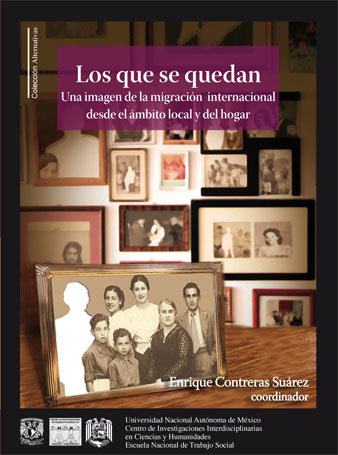 Colección Alternativas
Los que se quedan
Una imagen de la migración internacional
desde el ámbito local y del hogar
Enrique Contreras Suárez
coordinador
Universidad Nacional Autónoma de México
Centro de Investigaciones Interdisciplinarias
en Ciencias y Humanidades
Escuela Nacional de Trabajo Social